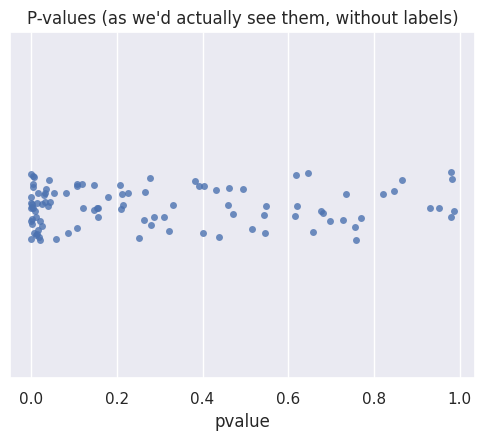 P-values (as we'd actually see them, without labels)
0.0 0.2 0.4 0.6 0.8 1.0
pvalue